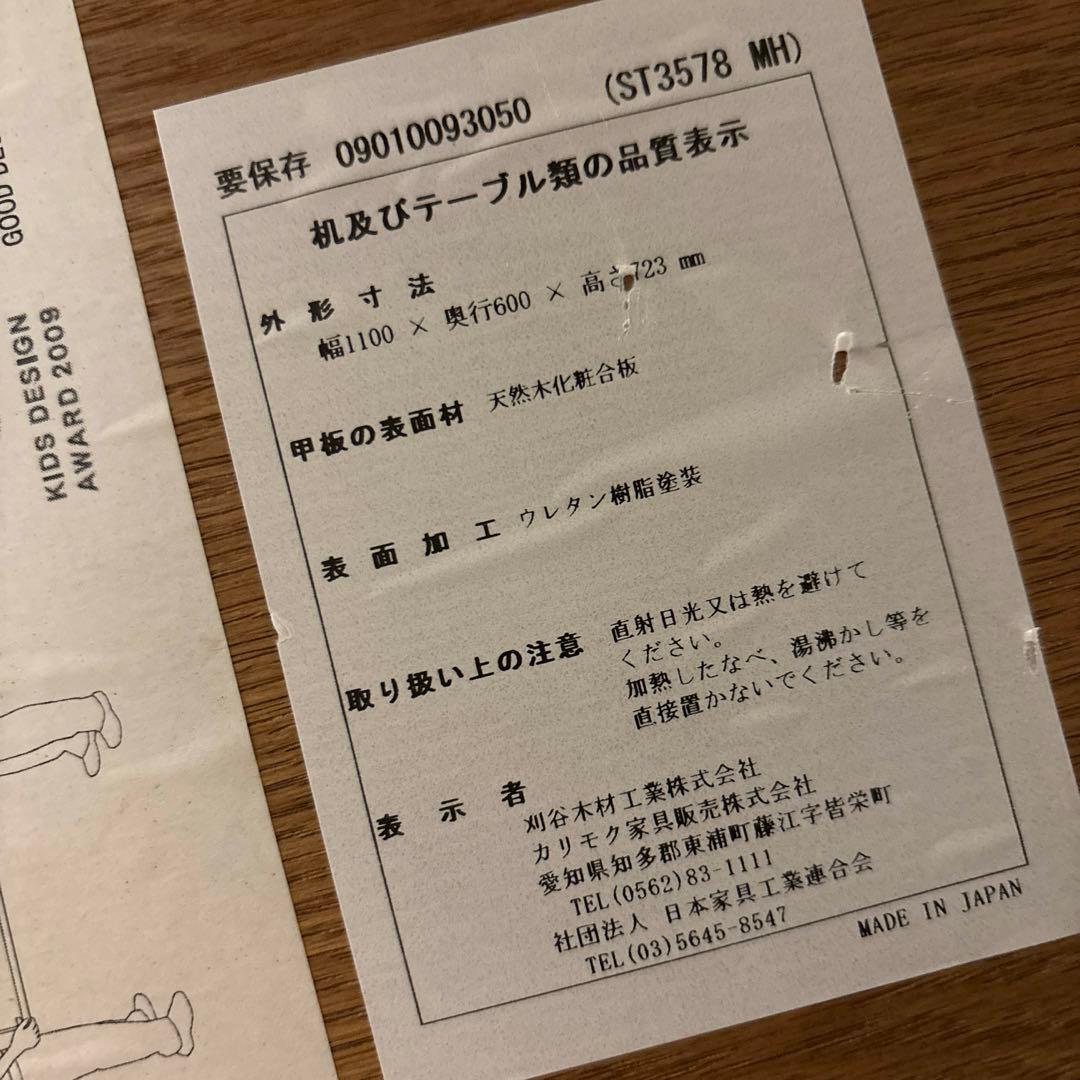 KIDS DESIGN
AWARD 2009
要保存 09010093050 (ST3578 MH)
机及びテーブル類の品質表示
外形寸法
幅1100 × 奥行600 × 高さ723 mm
甲板の表面材 天然木化粧合板
表面加工 ウレタン樹脂塗装
取り扱い上の注意 直射日光又は熱を避けて
ください。
加熱したなべ、湯沸かし等を
直接置かないでください。
表示者
刈谷木材工業株式会社
カリモク家具販売株式会社
愛知県知多郡東浦町藤江字皆栄町
TEL(0562)83-1111
社団法人 日本家具工業連合会
TEL(03)5645-8547
MADE IN JAPAN
GOOD